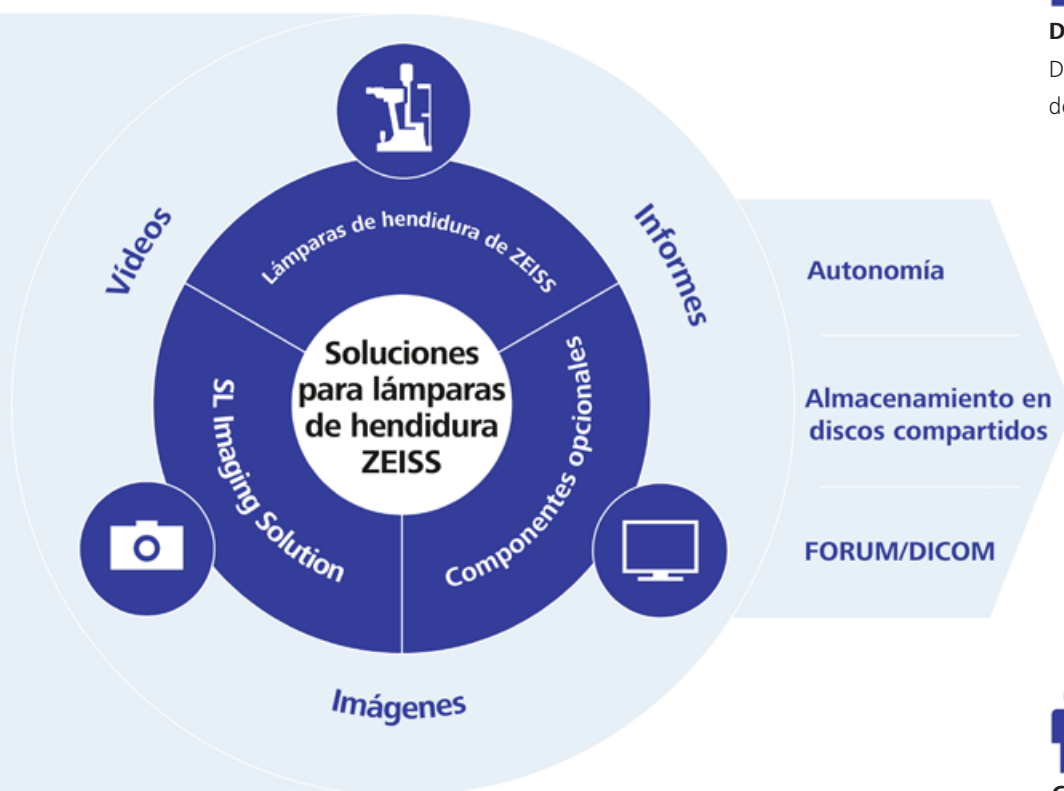 Lámparas de hendidura de ZEISS
Vídeos
Informes
Soluciones
para lámparas
de hendidura
ZEISS
SL Imaging Solution
Componentes opcionales
Imágenes
Autonomía
Almacenamiento en
discos compartidos
FORUM/DICOM